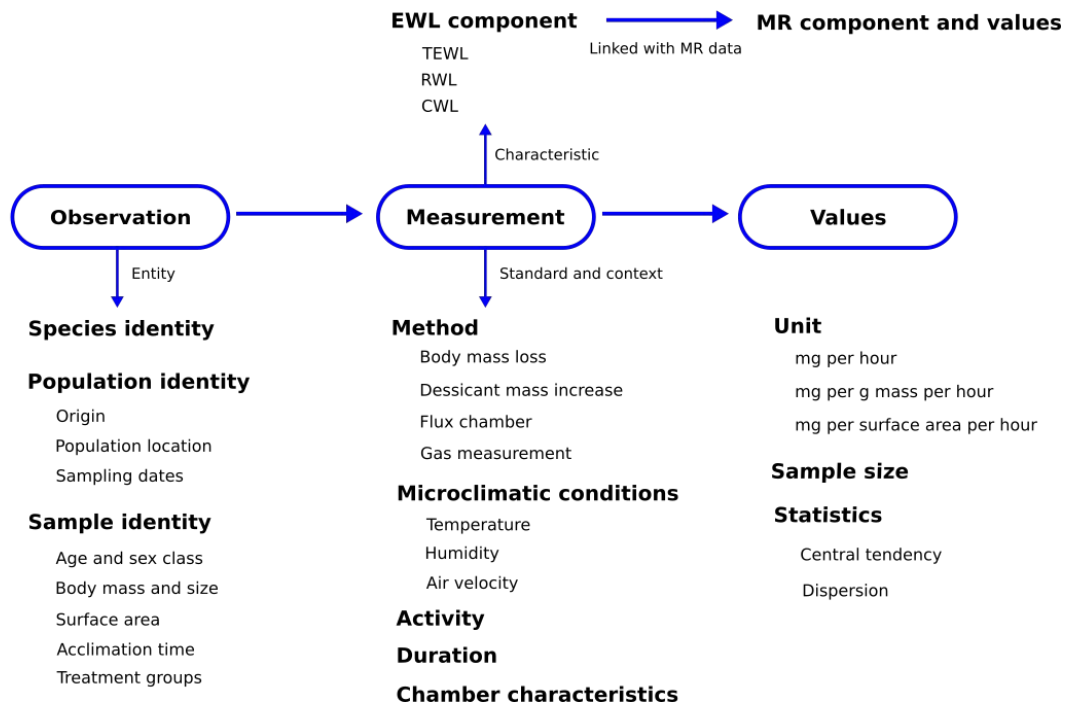 EWL component
Linked with MR data
MR component and values
TEWL
RWL
CWL
Characteristic
Observation
Measurement
Values
Entity
Standard and context
Species identity
Population identity
Origin
Population location
Sampling dates
Sample identity
Age and sex class
Body mass and size
Surface area
Acclimation time
Treatment groups
Method
Body mass loss
Dessicant mass increase
Flux chamber
Gas measurement
Microclimatic conditions
Temperature
Humidity
Air velocity
Activity
Duration
Chamber characteristics
Unit
mg per hour
mg per g mass per hour
mg per surface area per hour
Sample size
Statistics
Central tendency
Dispersion